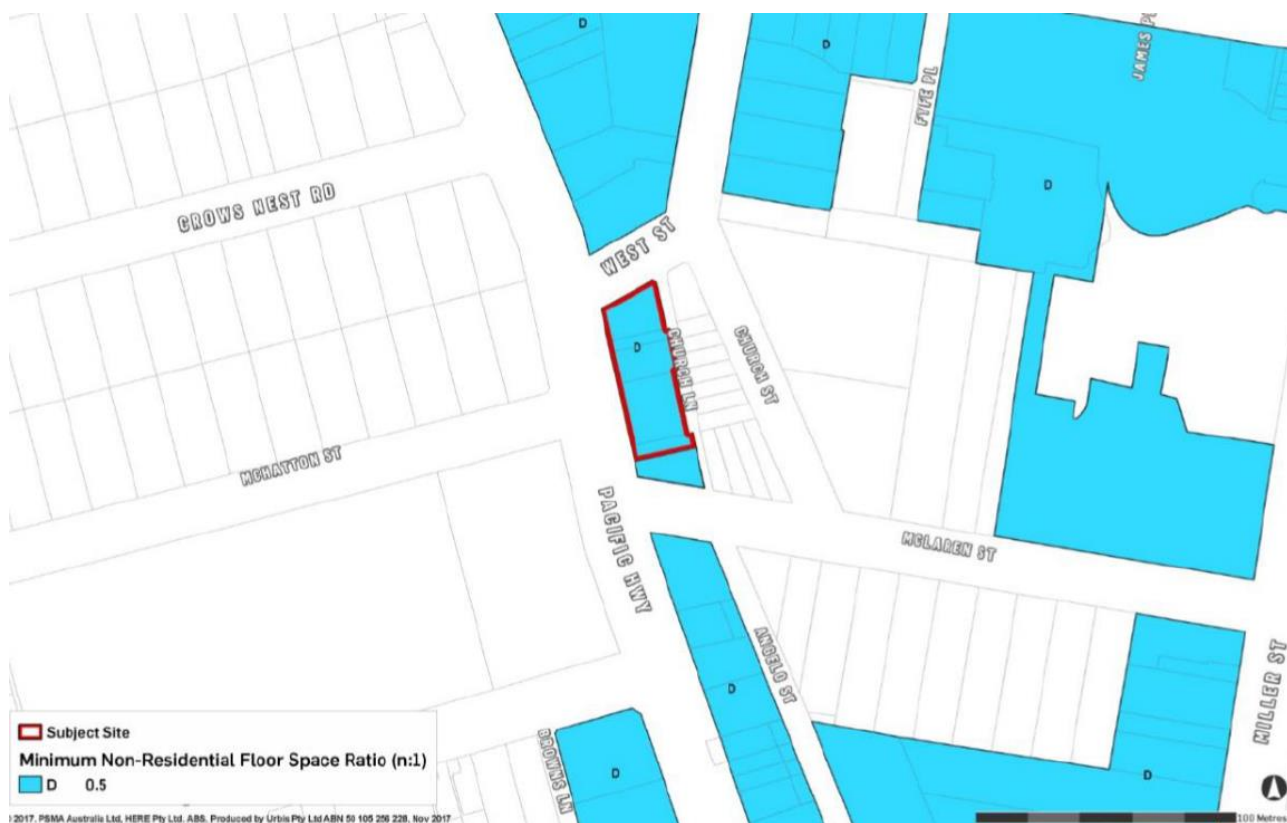 D
D
JAMES PL
FYFE PL
D
CROWS NEST RD
WEST ST
D
CHURCH LN
CHURCH ST
MCHATTON ST
PACIFIC HWY
MCLAREN ST
ANGELO ST
D
MILLER ST
BROWNS LN
D
D
Subject Site
Minimum Non-Residential Floor Space Ratio (n:1)
D 0.5
2017. PSMA Australia Ltd, HERE Pty Ltd. ABS. Produced by Urbis Pty Ltd ABN 50 105 256 228. Nov 2017
100 Metres